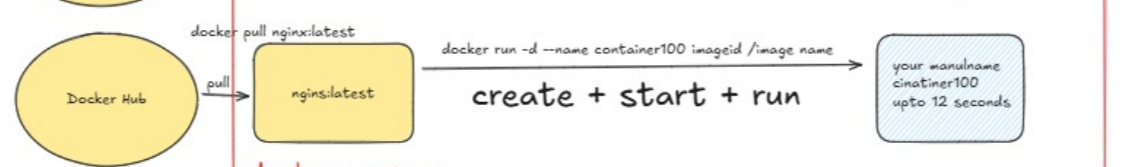 docker pull nginx:latest
docker run -d --name container100 imageid /image name
Docker Hub
pull
ngins:latest
create + start + run
your manulname
cinatiner100
upto 12 seconds